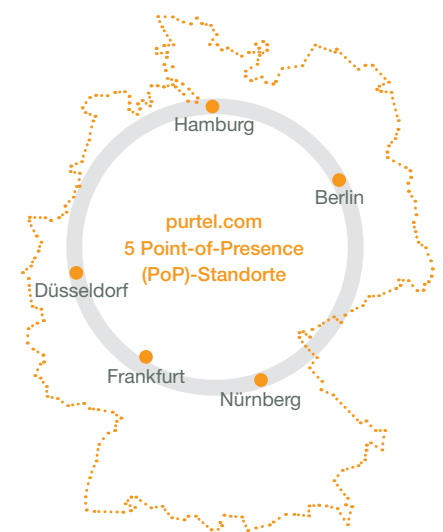 Hamburg
Berlin
purtel.com
5 Point-of-Presence
(PoP)-Standorte
Düsseldorf
Frankfurt
Nürnberg